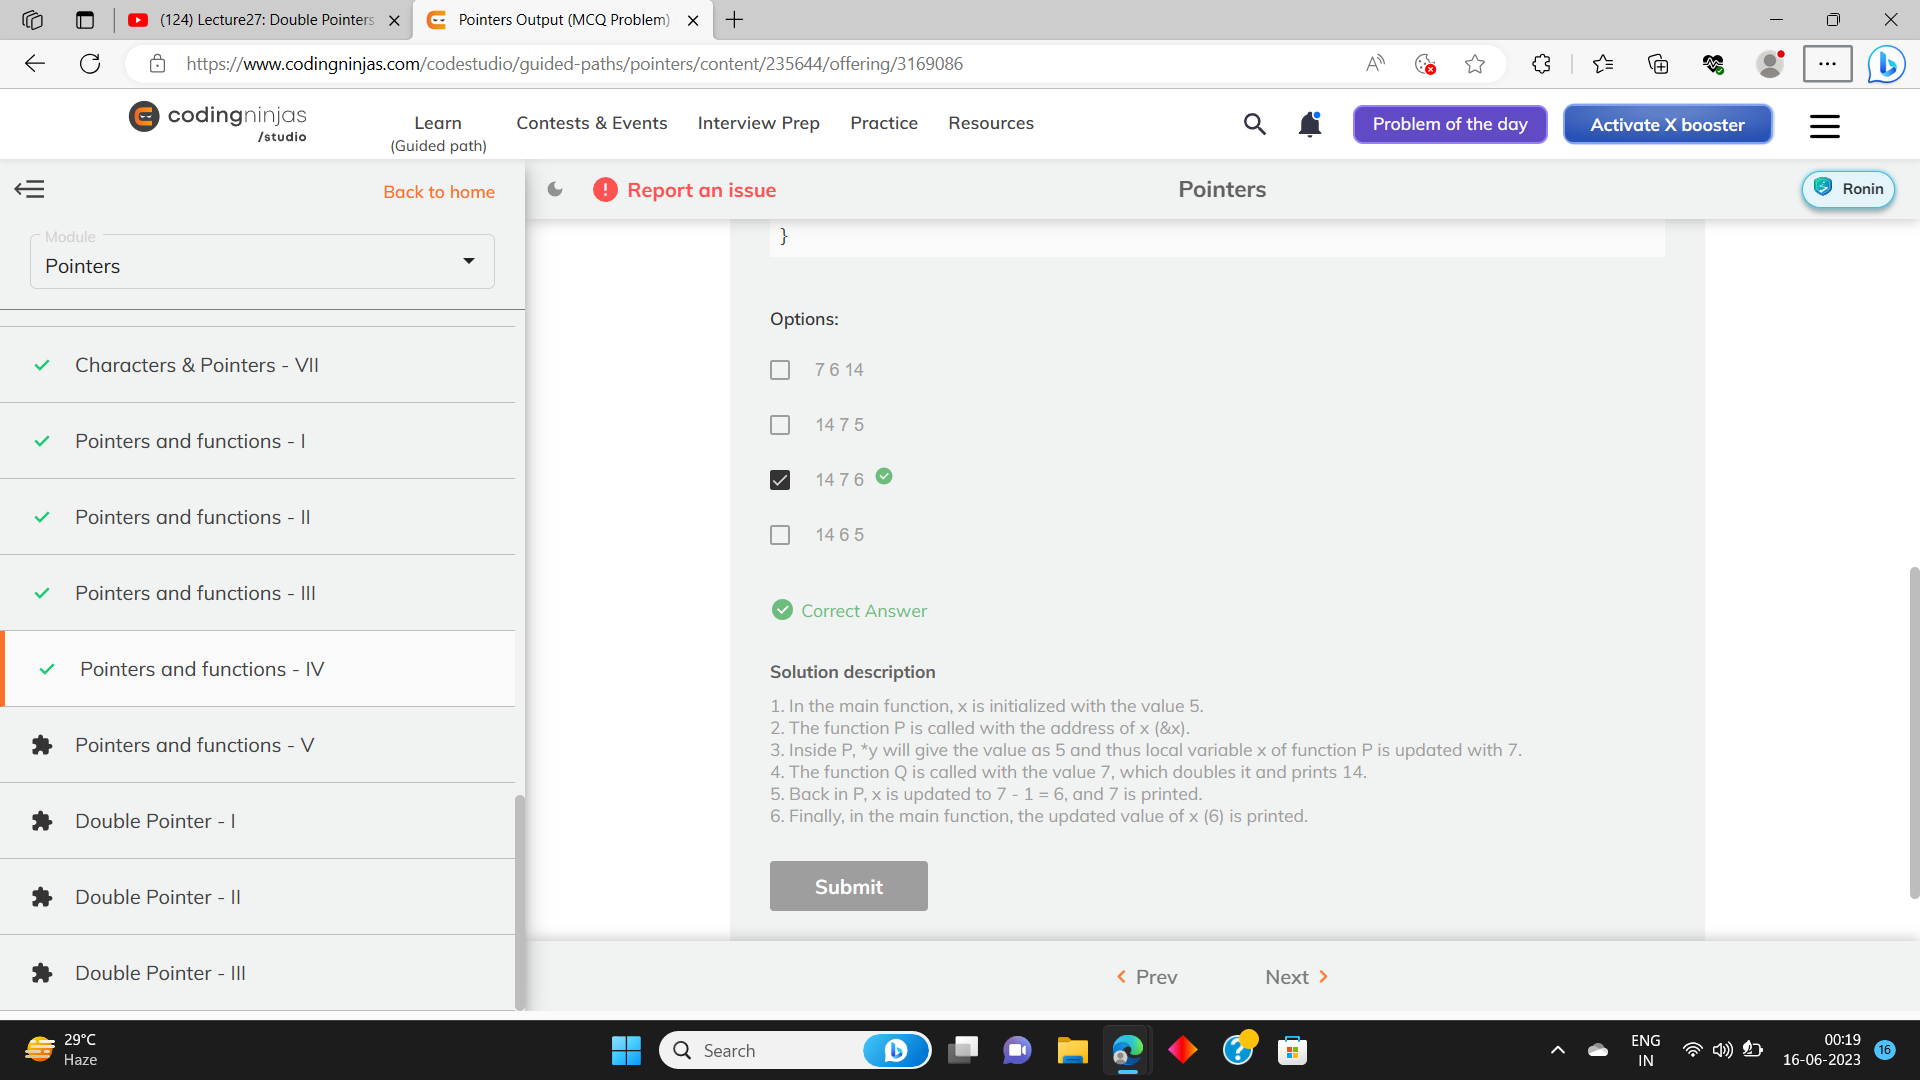 (124) Lecture27: Double Pointers
Pointers Output (MCQ Problem)
https://www.codingninjas.com/codestudio/guided-paths/pointers/content/235644/offering/3169086
codingninjas
/studio
Learn
(Guided path)
Contests & Events
Interview Prep
Practice
Resources
Problem of the day
Activate X booster
Back to home
Report an issue
Pointers
Ronin
Module
Pointers
Characters & Pointers - VII
Pointers and functions - I
Pointers and functions - II
Pointers and functions - III
Pointers and functions - IV
Pointers and functions - V
Double Pointer - I
Double Pointer - II
Double Pointer - III
}
Options:
7 6 14
14 7 5
14 7 6
14 6 5
Correct Answer
Solution description
1. In the main function, x is initialized with the value 5.
2. The function P is called with the address of x (&x).
3. Inside P, *y will give the value as 5 and thus local variable x of function P is updated with 7.
4. The function Q is called with the value 7, which doubles it and prints 14.
5. Back in P, x is updated to 7 - 1 = 6, and 7 is printed.
6. Finally, in the main function, the updated value of x (6) is printed.
Submit
Prev
Next
29°C
Haze
Search
ENG
IN
00:19
16-06-2023
16